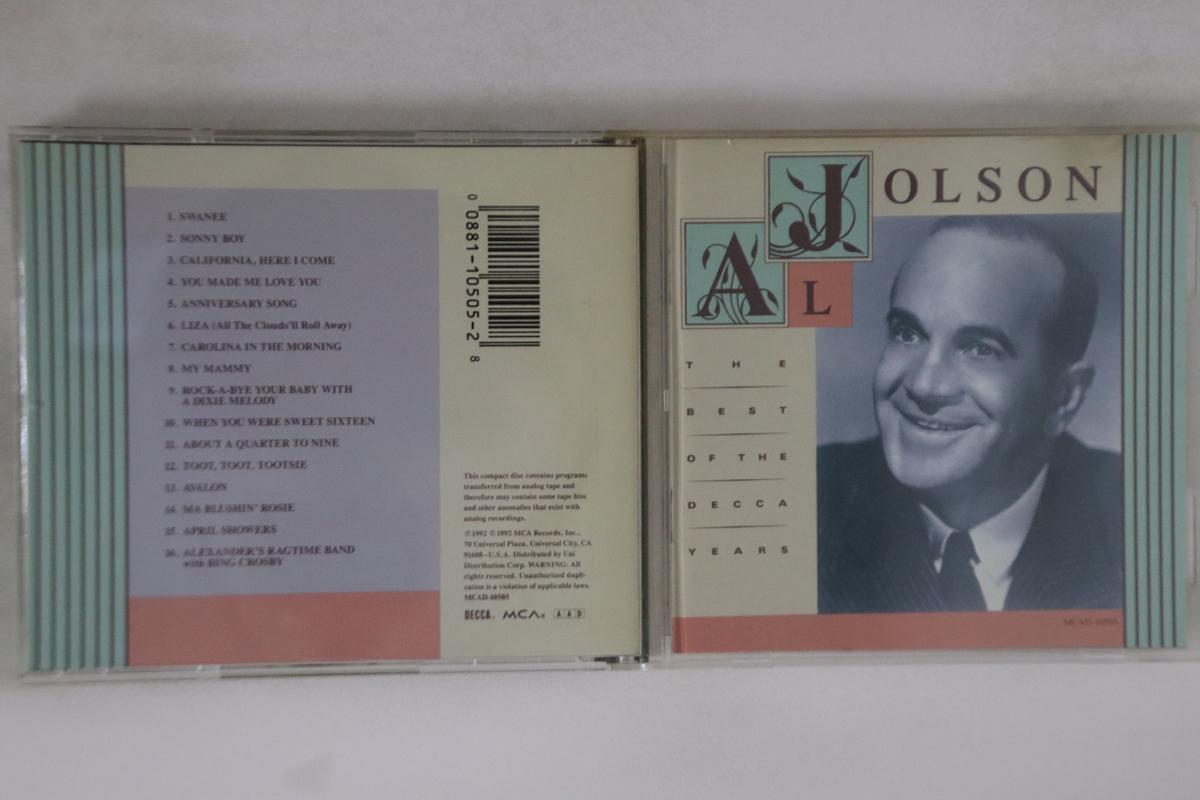 1. SWANEE
2. SONNY BOY
3. CALIFORNIA, HERE I COME
4. YOU MADE ME LOVE YOU
5. ANNIVERSARY SONG
6. LIZA (All The Clouds'll Roll Away)
7. CAROLINA IN THE MORNING
8. MY MAMMY
9. ROCK-A-BYE YOUR BABY WITH
A DIXIE MELODY
10. WHEN YOU WERE SWEET SIXTEEN
11. ABOUT A QUARTER TO NINE
12. TOOT, TOOT, TOOTSIE
13. AVALON
14. MA BLUSHIN' ROSIE
15. APRIL SHOWERS
16. ALEXANDER'S RAGTIME BAND
with BING CROSBY
0 0881-10505-2 8
This compact disc contains programs
transferred from analog tape and
therefore may contain some tape hiss
and other anomalies that exist with
analog recordings.
℗1992 ©1992 MCA Records, Inc.,
70 Universal Plaza, Universal City, CA
91608–U.S.A. Distributed by Uni
Distribution Corp. WARNING: All
rights reserved. Unauthorized dupli-
cation is a violation of applicable laws.
MCAD-10505
DECCA. MCA. AAD
AL JOLSON
THE
BEST
OF THE
DECCA
YEARS
MCAD 10505